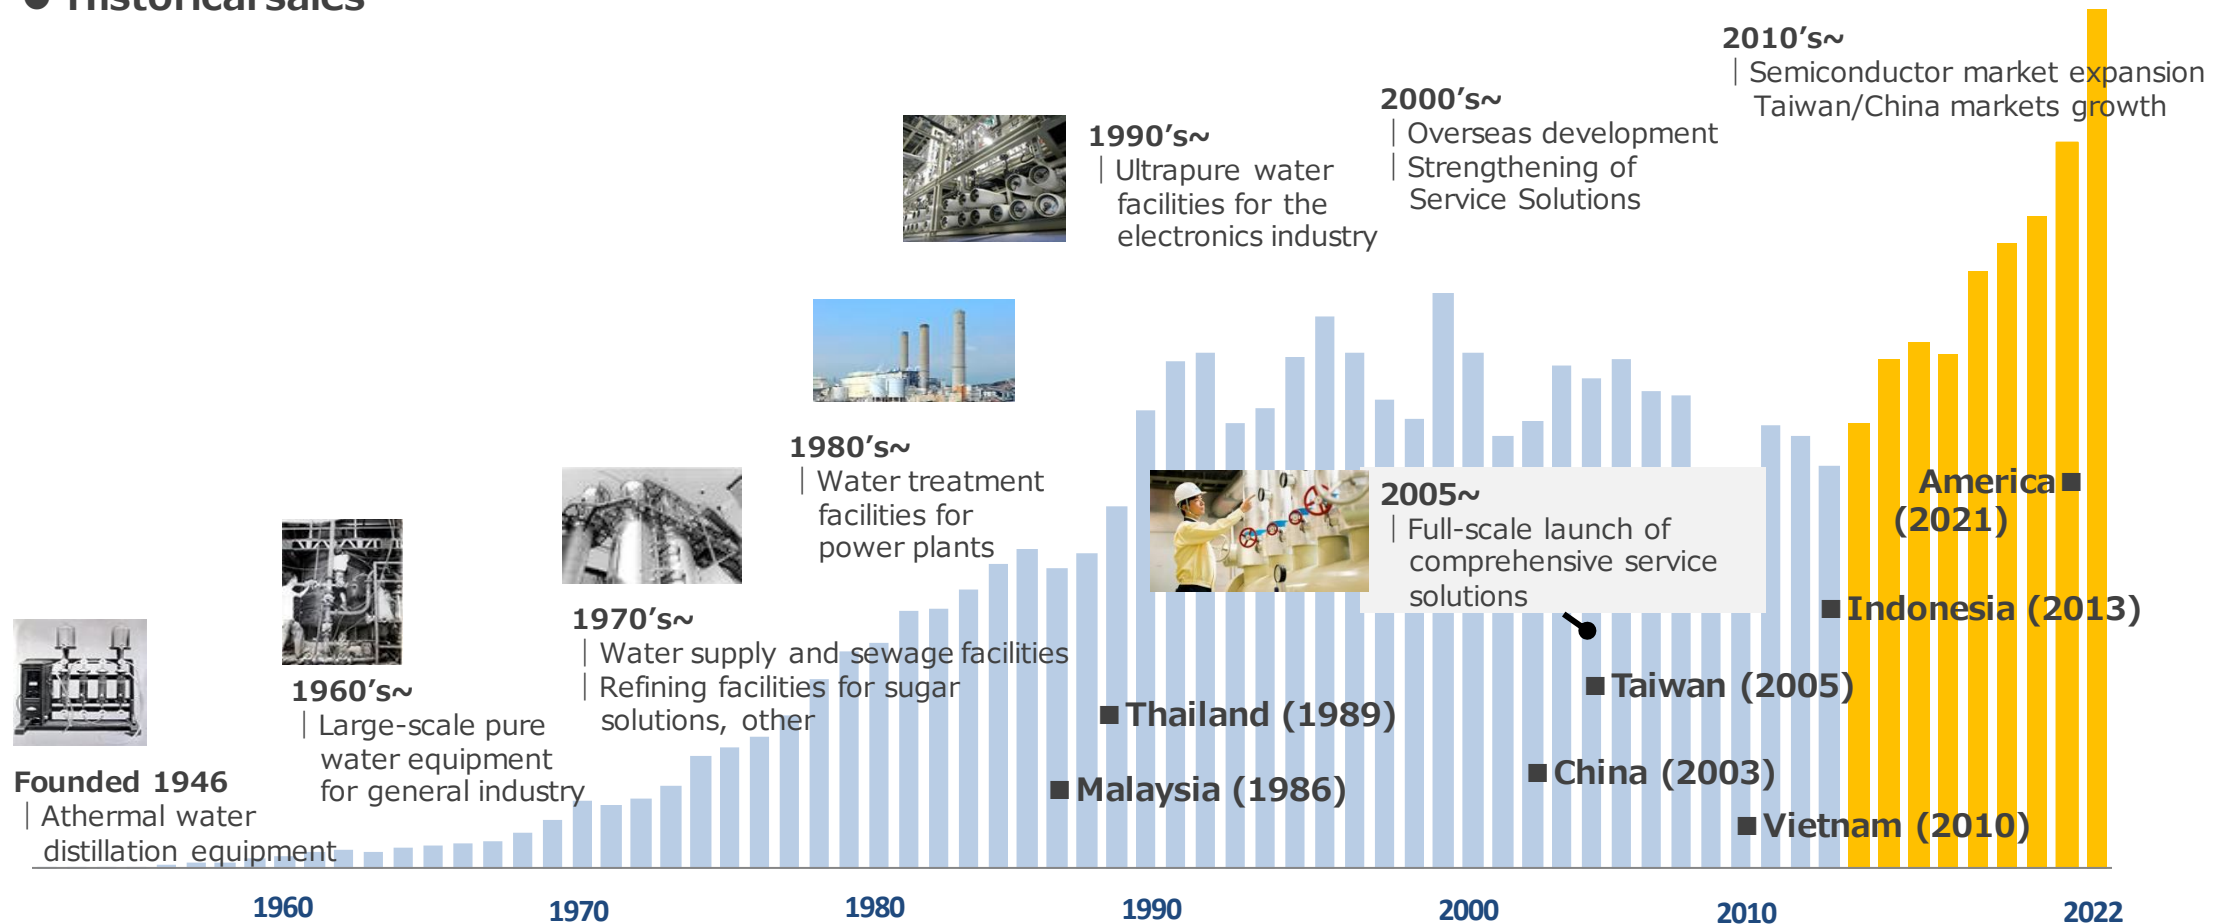 ● Historical sales
2010's~
| Semiconductor market expansion
Taiwan/China markets growth
2000's~
| Overseas development
| Strengthening of
Service Solutions
1990's~
| Ultrapure water
facilities for the
electronics industry
1980's~
| Water treatment
facilities for
power plants
2005~
| Full-scale launch of
comprehensive service
solutions
1970's~
| Water supply and sewage facilities
| Refining facilities for sugar
solutions, other
1960's~
| Large-scale pure
water equipment
for general industry
Founded 1946
| Athermal water
distillation equipment
America ■
(2021)
■ Indonesia (2013)
■ Taiwan (2005)
■ Thailand (1989)
■ China (2003)
■ Malaysia (1986)
■ Vietnam (2010)
1960
1970
1980
1990
2000
2010
2022